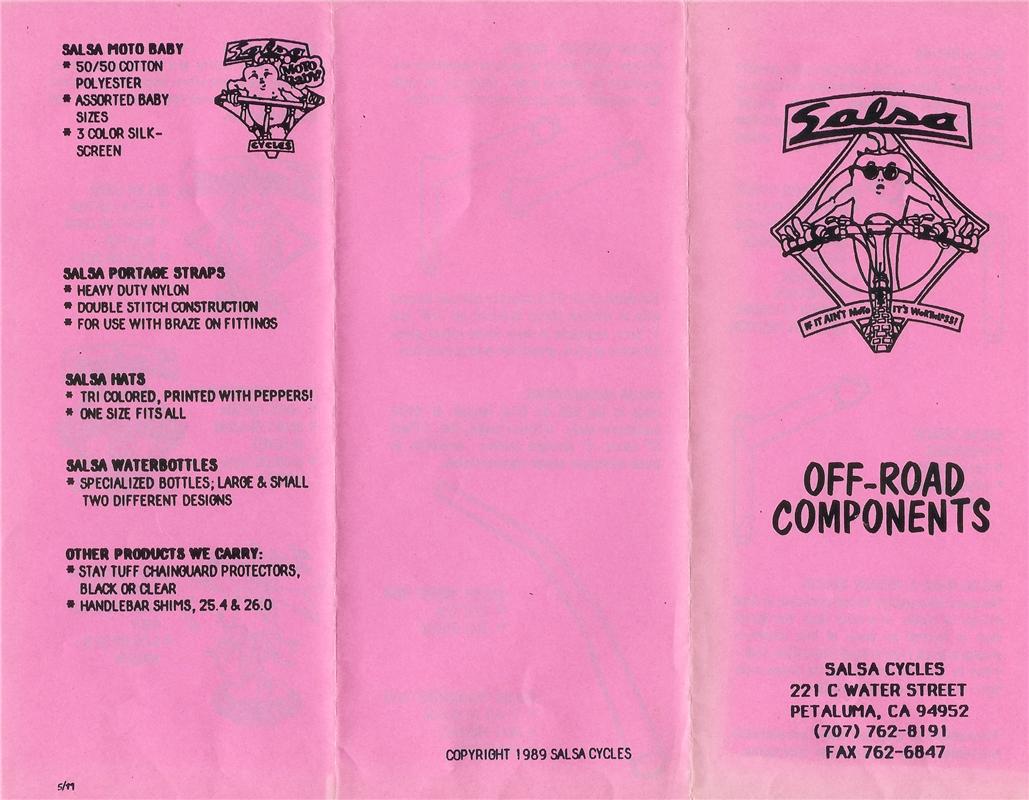 SALSA MOTO BABY
* 50/50 COTTON
POLYESTER
* ASSORTED BABY
SIZES
* 3 COLOR SILK-
SCREEN
Salsa
MOTO
BABY!
CYCLES
SALSA PORTAGE STRAPS
* HEAVY DUTY NYLON
* DOUBLE STITCH CONSTRUCTION
* FOR USE WITH BRAZE ON FITTINGS
SALSA HATS
* TRI COLORED, PRINTED WITH PEPPERS!
* ONE SIZE FITS ALL
SALSA WATERBOTTLES
* SPECIALIZED BOTTLES; LARGE & SMALL
TWO DIFFERENT DESIGNS
OTHER PRODUCTS WE CARRY:
* STAY TUFF CHAINGUARD PROTECTORS,
BLACK OR CLEAR
* HANDLEBAR SHIMS, 25.4 & 26.0
COPYRIGHT 1989 SALSA CYCLES
Salsa
IF IT AIN'T MOTO IT'S WORTHLESS!
OFF-ROAD
COMPONENTS
SALSA CYCLES
221 C WATER STREET
PETALUMA, CA 94952
(707) 762-8191
FAX 762-6847